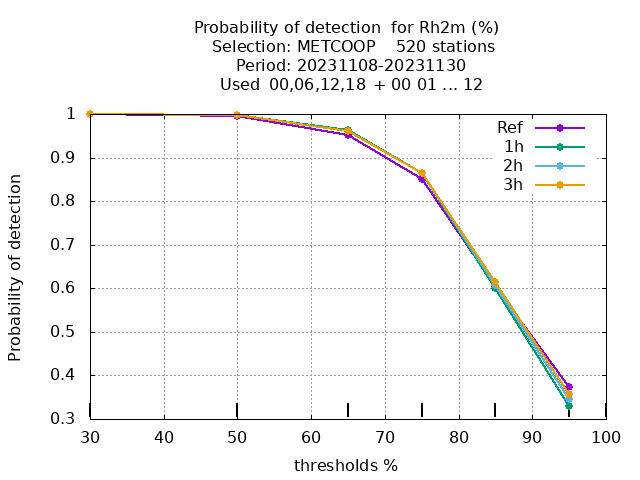 Probability of detection  for Rh2m (%)
Selection: METCOOP    520 stations
Period: 20231108-20231130
Used  00,06,12,18  + 00 01 ... 12
Probability of detection
1
0.9
0.8
0.7
0.6
0.5
0.4
0.3
Ref
1h
2h
3h
30 40 50 60 70 80 90 100
thresholds %